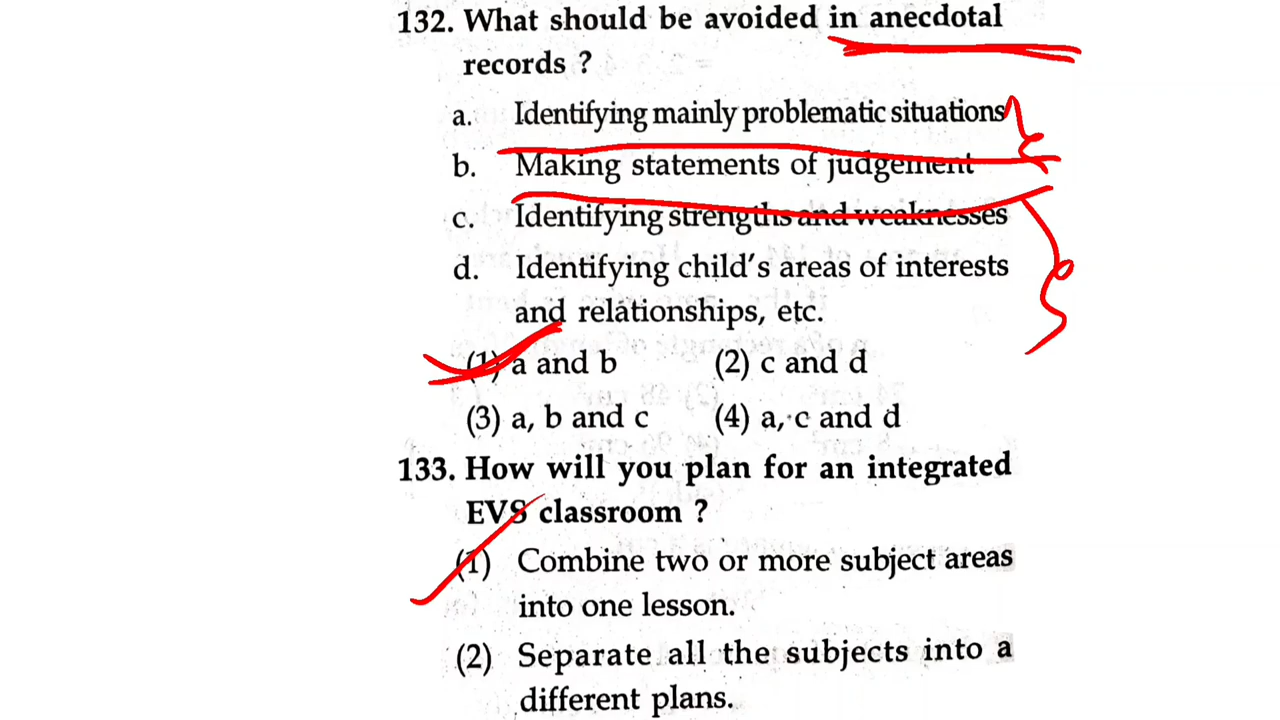 132. What should be avoided in anecdotal
records ?
a. Identifying mainly problematic situations
b. Making statements of judgement
c. Identifying strengths and weaknesses
d. Identifying child's areas of interests
and relationships, etc.
(1) a and b (2) c and d
(3) a, b and c (4) a, c and d
133. How will you plan for an integrated
EVS classroom ?
(1) Combine two or more subject areas
into one lesson.
(2) Separate all the subjects into a
different plans.